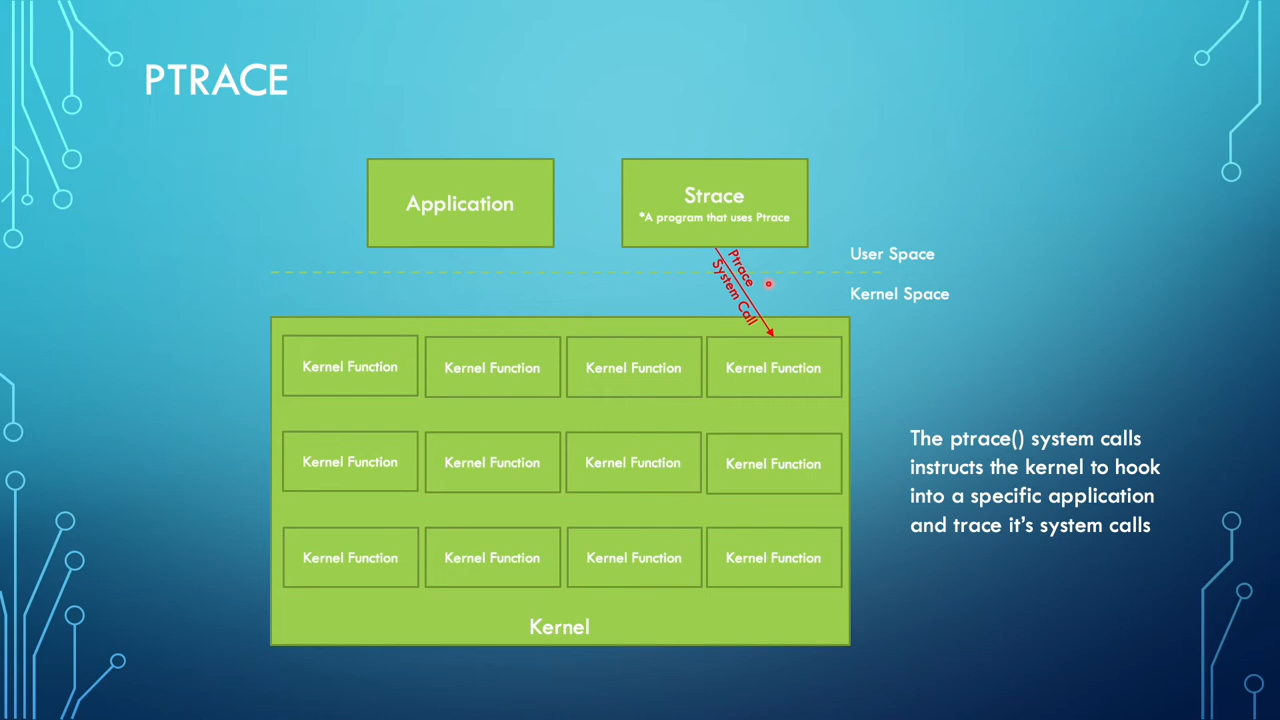 PTRACE
Application
Strace
*A program that uses Ptrace
User Space
Ptrace
System Call
Kernel Space
Kernel Function
Kernel Function
Kernel Function
Kernel Function
Kernel Function
Kernel Function
Kernel Function
Kernel Function
Kernel Function
Kernel Function
Kernel Function
Kernel Function
Kernel
The ptrace() system calls
instructs the kernel to hook
into a specific application
and trace it's system calls